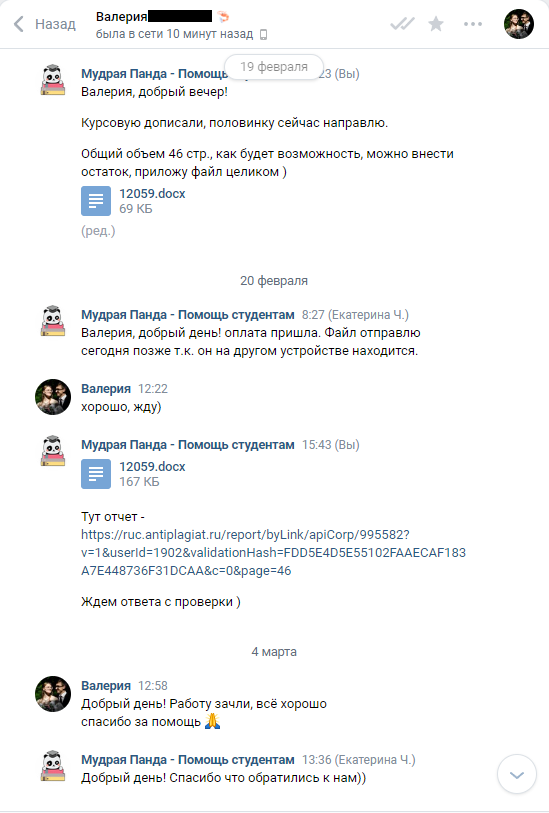 Назад
Валерия
была в сети 10 минут назад
19 февраля
Мудрая Панда - Помощь 23 (Вы)
Валерия, добрый вечер!
Курсовую дописали, половинку сейчас направлю.
Общий объем 46 стр., как будет возможность, можно внести
остаток, приложу файл целиком )
12059.docx
69 КБ
(ред.)
20 февраля
Мудрая Панда - Помощь студентам 8:27 (Екатерина Ч.)
Валерия, добрый день! оплата пришла. Файл отправлю
сегодня позже т.к. он на другом устройстве находится.
Валерия 12:22
хорошо, жду)
Мудрая Панда - Помощь студентам 15:43 (Вы)
12059.docx
167 КБ
Тут отчет -
https://ruc.antiplagiat.ru/report/byLink/apiCorp/995582?
v=1&userId=1902&validationHash=FDD5E4D5E55102FAAECAF183
A7E448736F31DCAA&c=0&page=46
Ждем ответа с проверки )
4 марта
Валерия 12:58
Добрый день! Работу зачли, всё хорошо
спасибо за помощь 🙏
Мудрая Панда - Помощь студентам 13:36 (Екатерина Ч.)
Добрый день! Спасибо что обратились к нам))